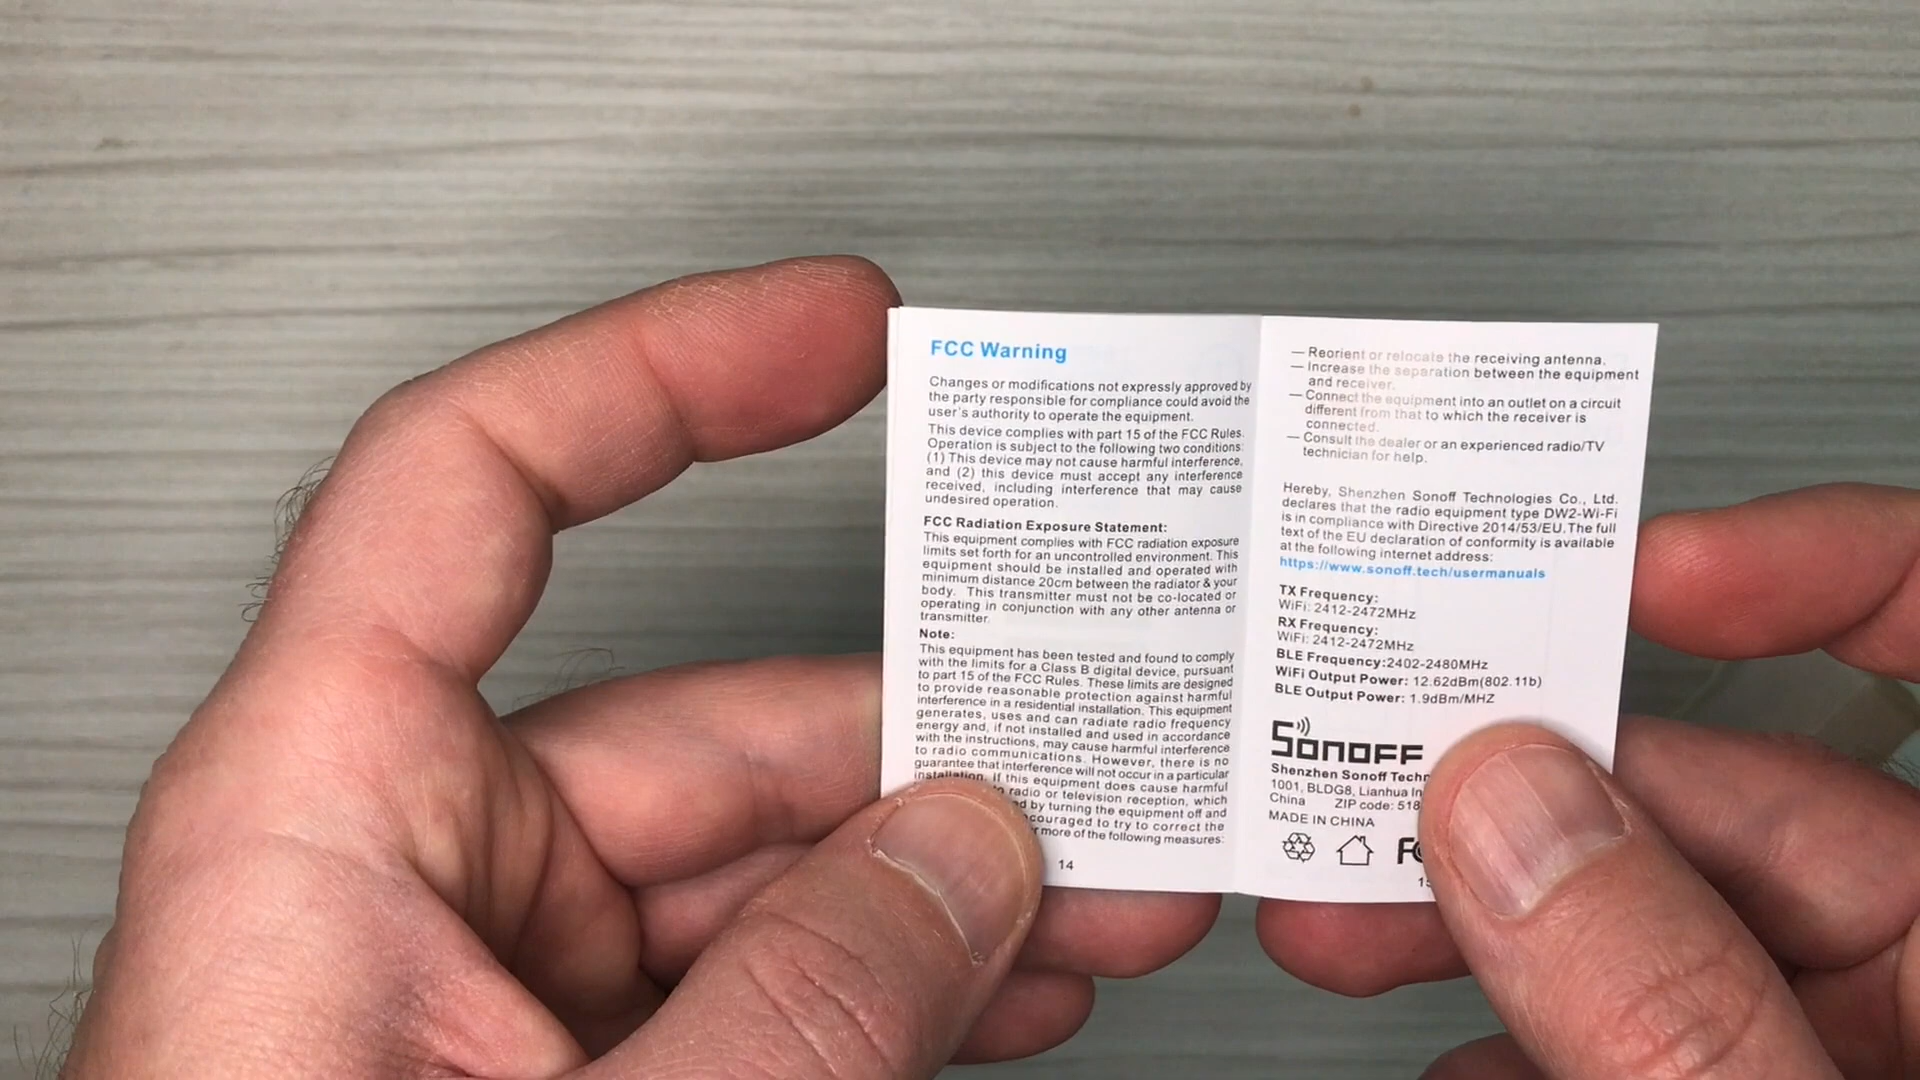 FCC Warning
Changes or modifications not expressly approved by
the party responsible for compliance could avoid the
user's authority to operate the equipment.
This device complies with part 15 of the FCC Rules.
Operation is subject to the following two conditions:
(1) This device may not cause harmful interference,
and (2) this device must accept any interference
received, including interference that may cause
undesired operation.
FCC Radiation Exposure Statement:
This equipment complies with FCC radiation exposure
limits set forth for an uncontrolled environment. This
equipment should be installed and operated with
minimum distance 20cm between the radiator & your
body. This transmitter must not be co-located or
operating in conjunction with any other antenna or
transmitter.
Note:
This equipment has been tested and found to comply
with the limits for a Class B digital device, pursuant
to part 15 of the FCC Rules. These limits are designed
to provide reasonable protection against harmful
interference in a residential installation. This equipment
generates, uses and can radiate radio frequency
energy and, if not installed and used in accordance
with the instructions, may cause harmful interference
to radio communications. However, there is no
guarantee that interference will not occur in a particular
installation. If this equipment does cause harmful
radio or television reception, which
by turning the equipment off and
to try to correct the
more of the following measures:
14
— Reorient or relocate the receiving antenna.
— Increase the separation between the equipment
and receiver.
— Connect the equipment into an outlet on a circuit
different from that to which the receiver is
connected.
— Consult the dealer or an experienced radio/TV
technician for help.
Hereby, Shenzhen Sonoff Technologies Co., Ltd.
declares that the radio equipment type DW2-Wi-Fi
is in compliance with Directive 2014/53/EU. The full
text of the EU declaration of conformity is available
at the following internet address:
https://www.sonoff.tech/usermanuals
TX Frequency:
WiFi: 2412-2472MHz
RX Frequency:
WiFi: 2412-2472MHz
BLE Frequency:2402-2480MHz
WiFi Output Power: 12.62dBm(802.11b)
BLE Output Power: 1.9dBm/MHZ
SONOFF
Shenzhen Sonoff
1001, BLDG8, Lianhua
China ZIP code: 518
MADE IN CHINA